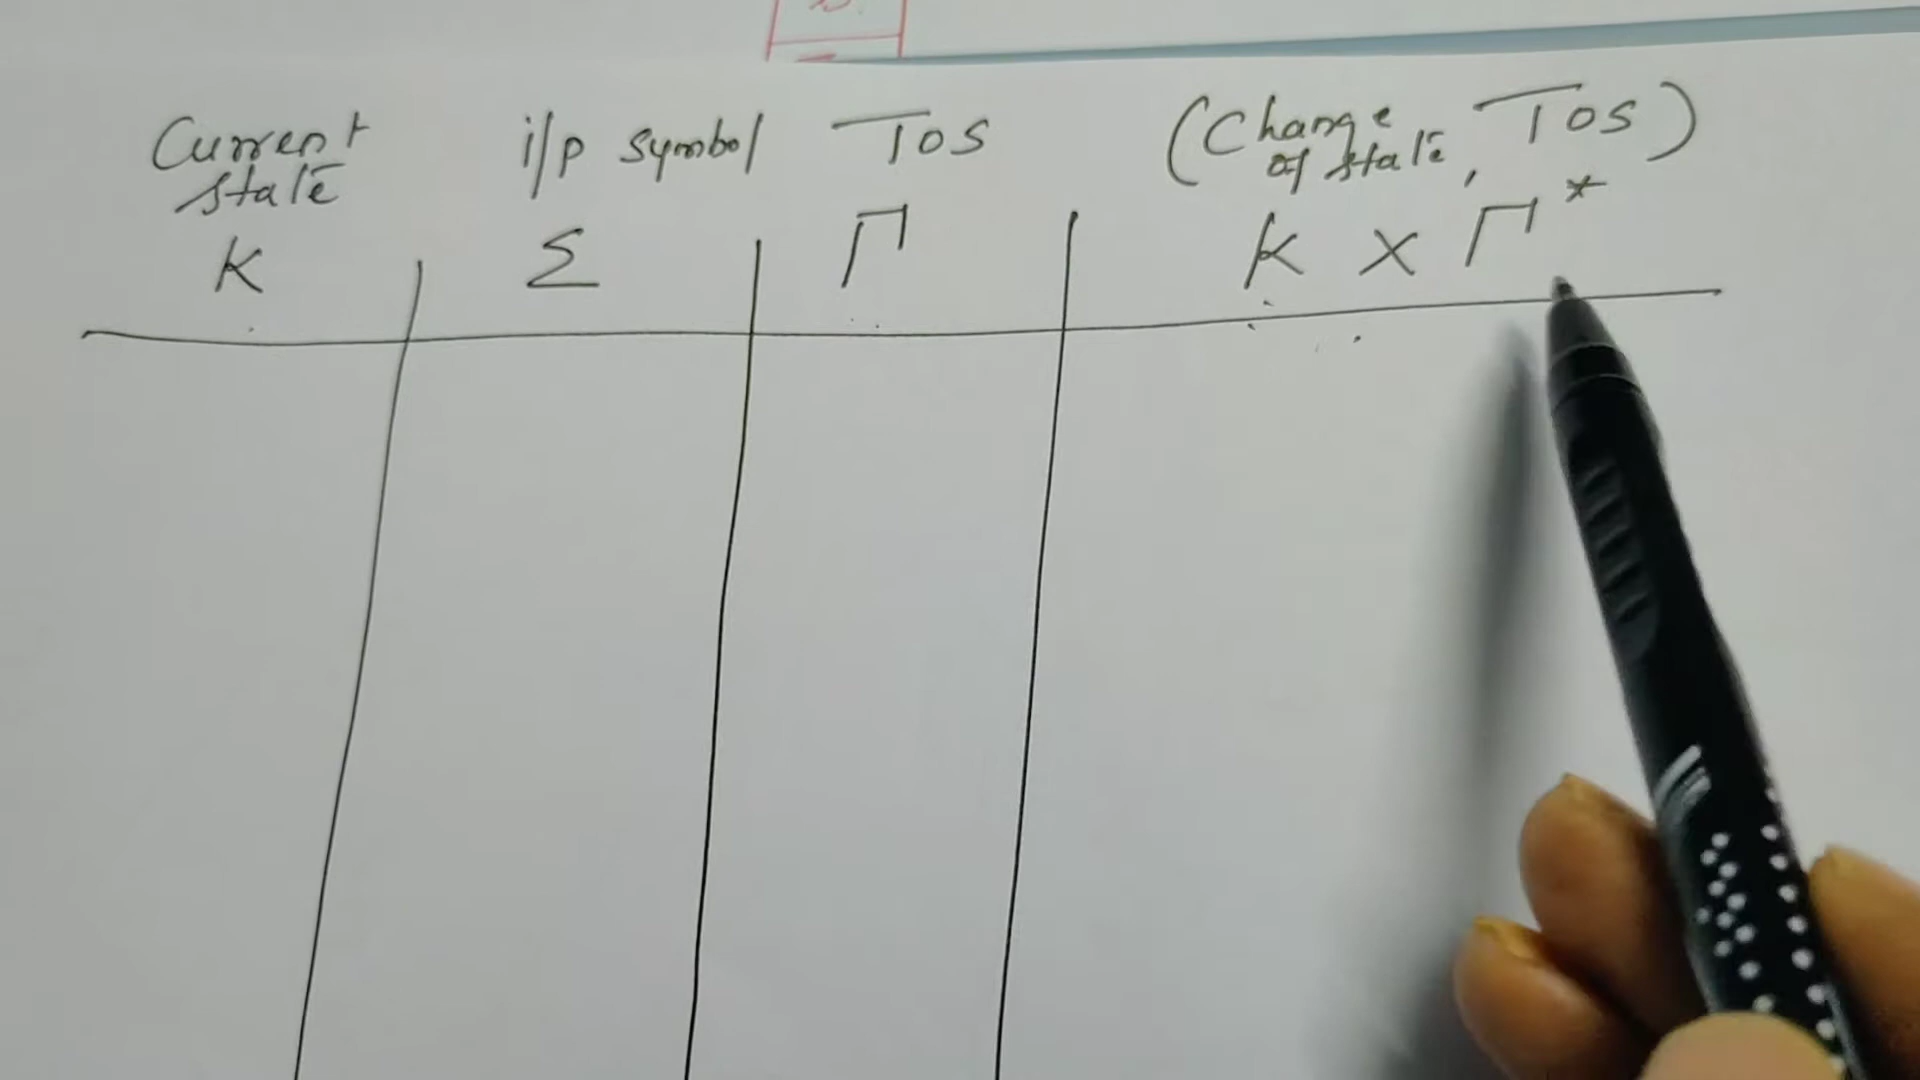 Current i/p symbol Tos (Change of state, Tos)
state
K Σ Γ K × Γ*